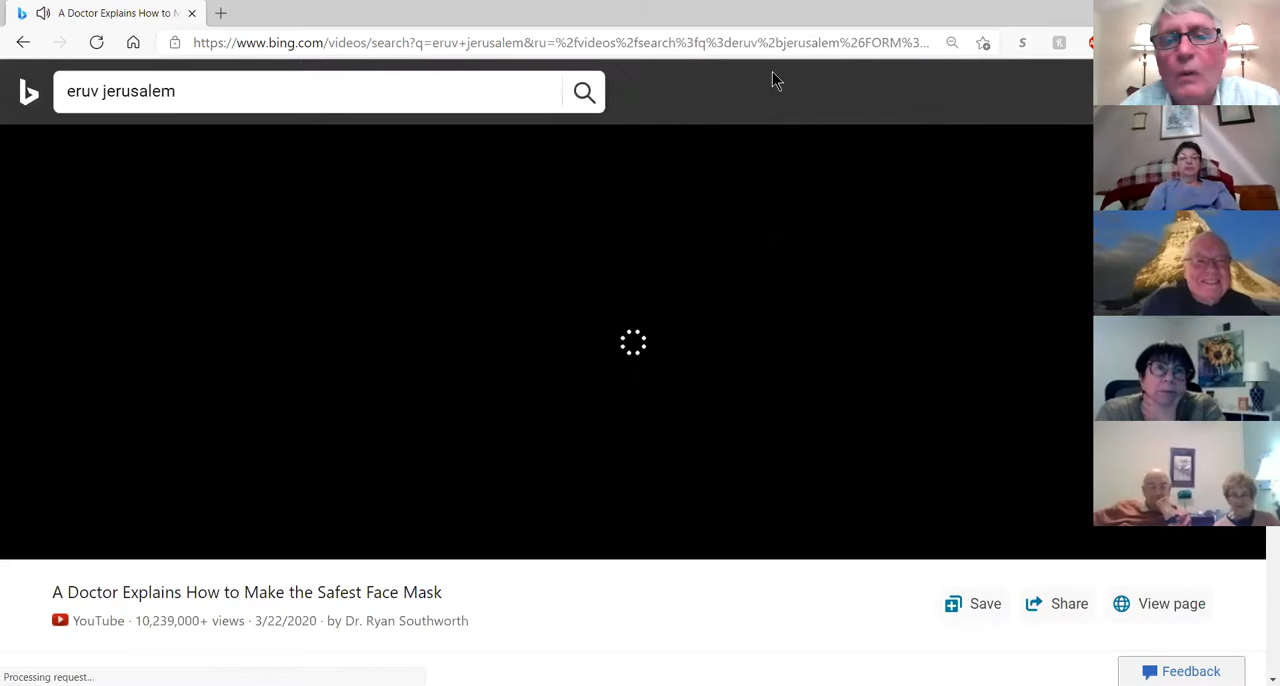 A Doctor Explains How to M
https://www.bing.com/videos/search?q=eruv+jerusalem&ru=%2fvideos%2fsearch%3fq%3deruv%2bjerusalem%26FORM%3...
S
eruv jerusalem
A Doctor Explains How to Make the Safest Face Mask
YouTube · 10,239,000+ views · 3/22/2020 · by Dr. Ryan Southworth
Save
Share
View page
Processing request...
Feedback